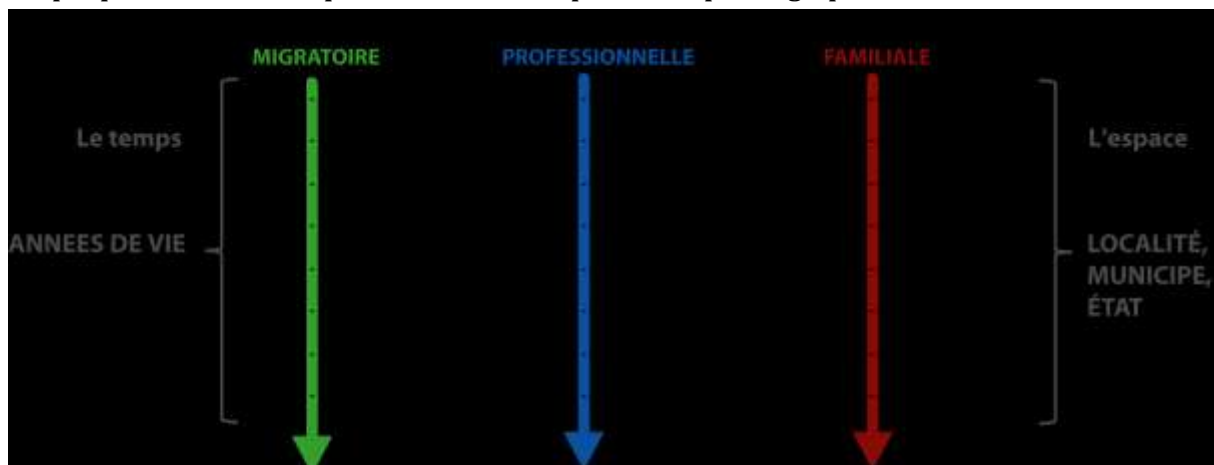 MIGRATOIRE PROFESSIONNELLE FAMILIALE
Le temps
L'espace
ANNEES DE VIE
LOCALITÉ,
MUNICIPE,
ÉTAT